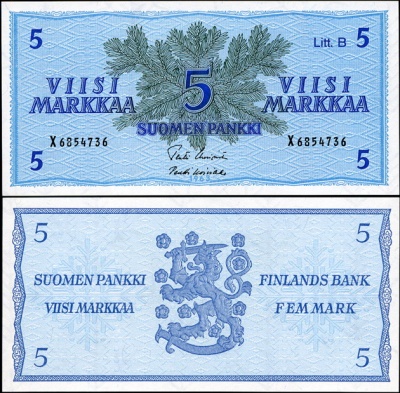 5 Litt. B 5
VIISI 5 VIISI
MARKKAA MARKKAA
SUOMEN PANKKI
X6854736 X6854736
5 5
5 5
SUOMEN PANKKI FINLANDS BANK
VIISI MARKKAA FEM MARK
5 5